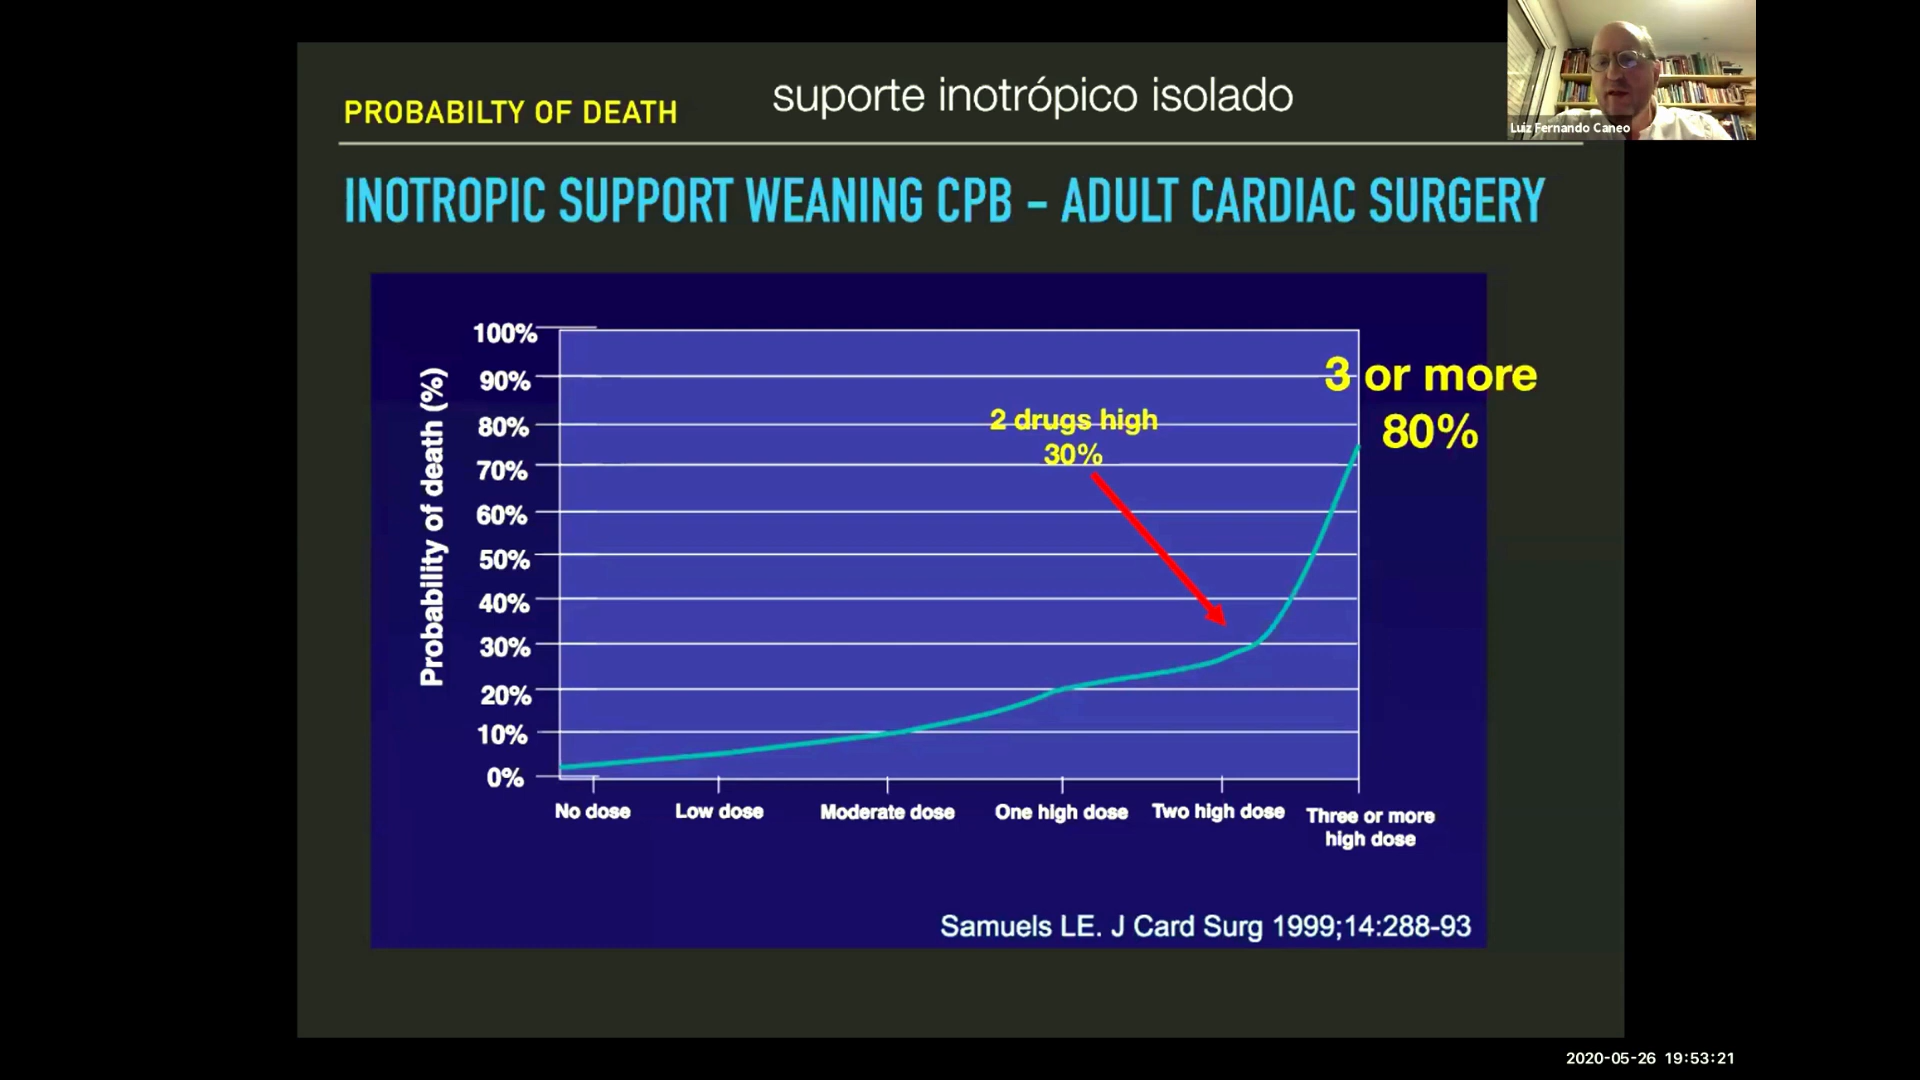 PROBABILTY OF DEATH
suporte inotrópico isolado
Luiz Fernando Caneo
INOTROPIC SUPPORT WEANING CPB – ADULT CARDIAC SURGERY
Probability of death (%)
100%
90%
80%
70%
60%
50%
40%
30%
20%
10%
0%
2 drugs high
30%
3 or more
80%
No dose
Low dose
Moderate dose
One high dose
Two high dose
Three or more
high dose
Samuels LE. J Card Surg 1999;14:288-93
2020-05-26 19:53:21